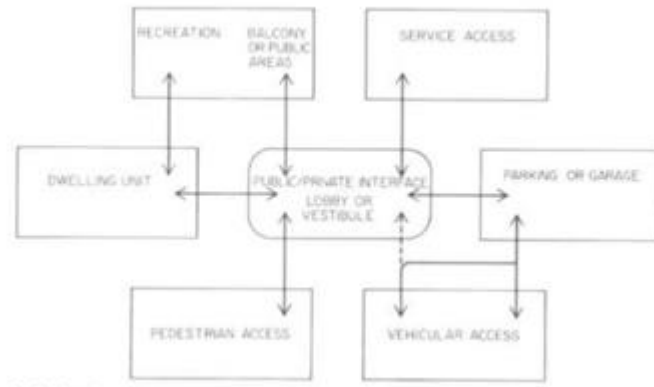 RECREATION
BALCONY
OR PUBLIC
AREAS
SERVICE ACCESS
DWELLING UNIT
PUBLIC/PRIVATE INTERFACE
LOBBY OR
VESTIBULE
PARKING OR GARAGE
PEDESTRIAN ACCESS
VEHICULAR ACCESS